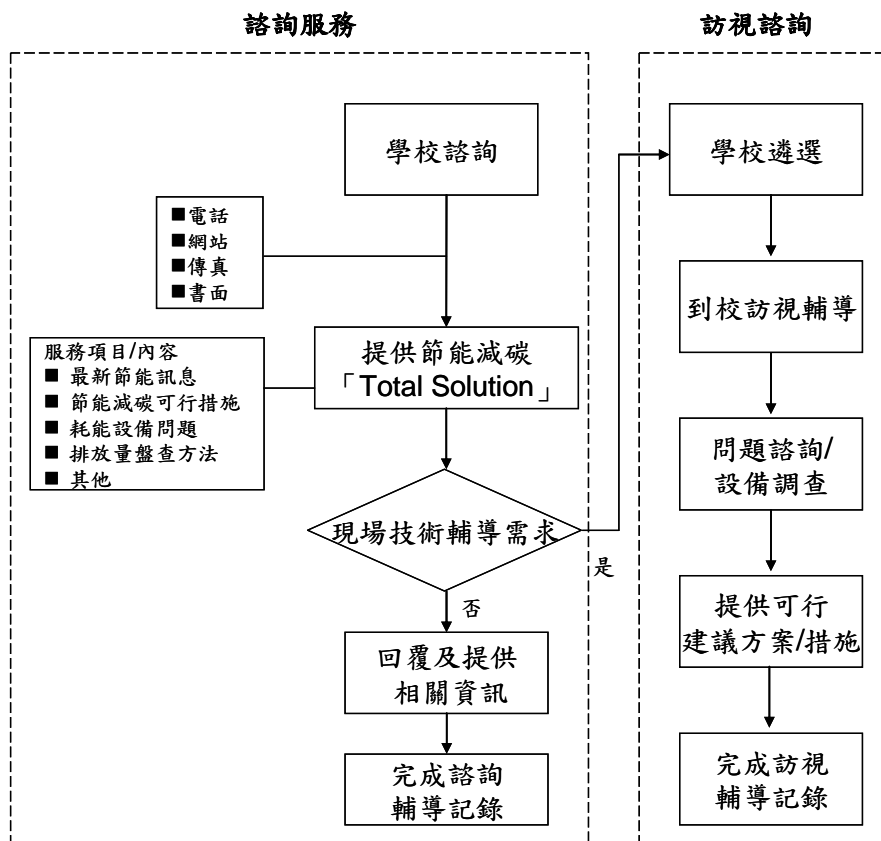 諮詢服務
學校諮詢
■電話
■網站
■傳真
■書面
提供節能減碳
「Total Solution」
服務項目/內容
■ 最新節能訊息
■ 節能減碳可行措施
■ 耗能設備問題
■ 排放量盤查方法
■ 其他
現場技術輔導需求
是
否
回覆及提供
相關資訊
完成諮詢
輔導記錄
訪視諮詢
學校遴選
到校訪視輔導
問題諮詢/
設備調查
提供可行
建議方案/措施
完成訪視
輔導記錄